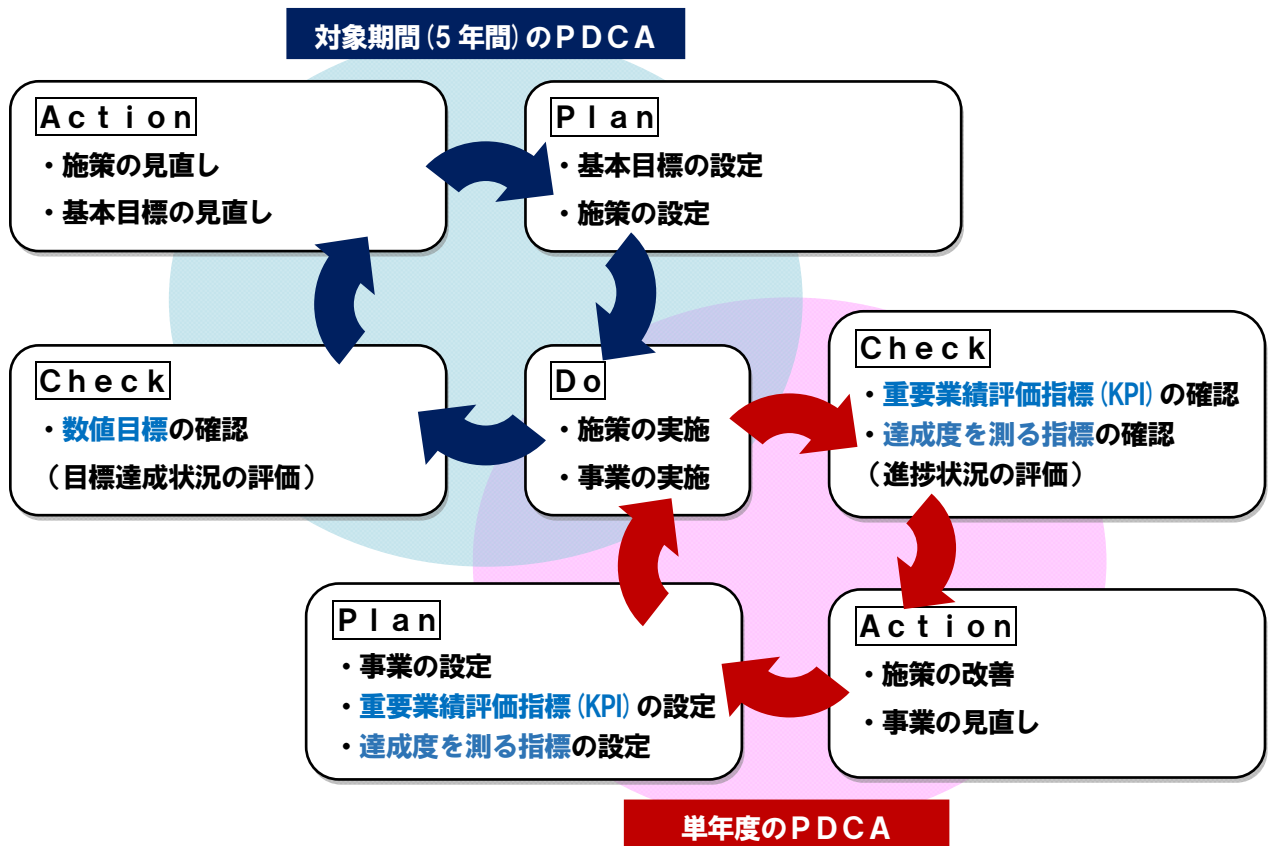 対象期間(5年間)のPDCA
Action
・施策の見直し
・基本目標の見直し
Plan
・基本目標の設定
・施策の設定
Check
・数値目標の確認
（目標達成状況の評価）
Do
・施策の実施
・事業の実施
Check
・重要業績評価指標(KPI)の確認
・達成度を測る指標の確認
（進捗状況の評価）
Plan
・事業の設定
・重要業績評価指標(KPI)の設定
・達成度を測る指標の設定
Action
・施策の改善
・事業の見直し
単年度のPDCA